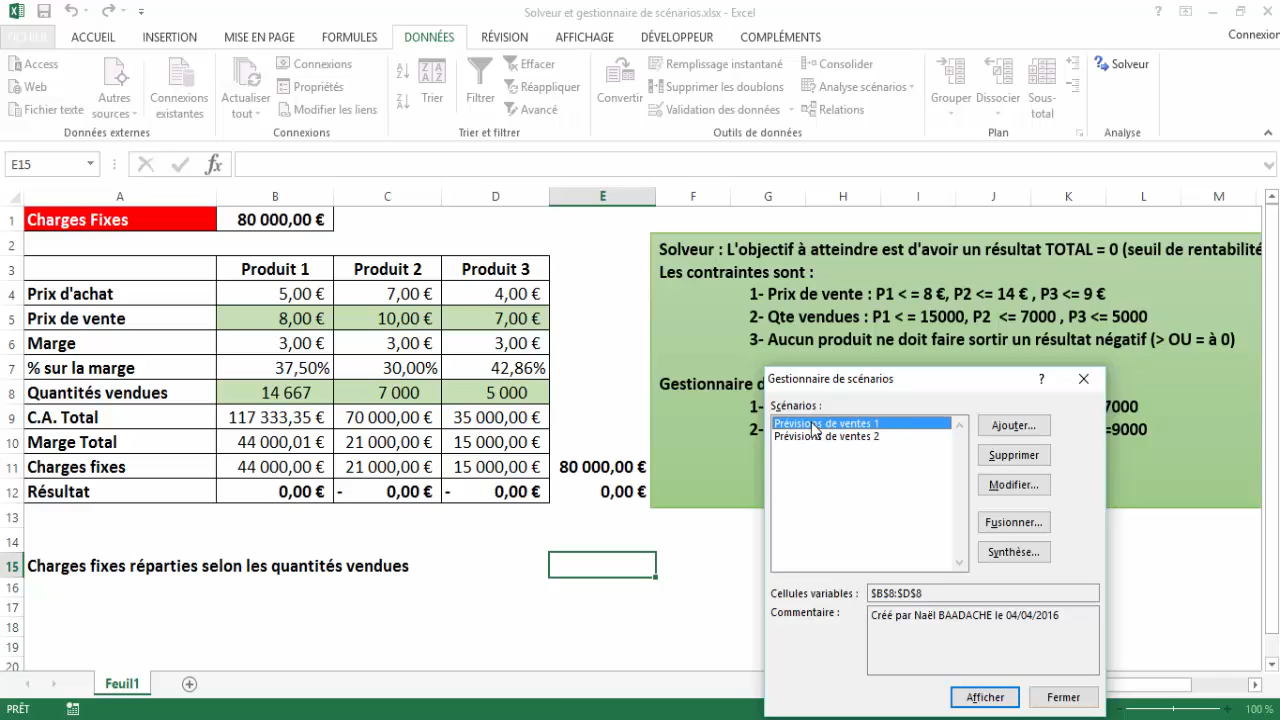 Solveur et gestionnaire de scénarios.xlsx - Excel
FICHIER ACCUEIL INSERTION MISE EN PAGE FORMULES DONNÉES RÉVISION AFFICHAGE DÉVELOPPEUR COMPLÉMENTS Connexion
Access
Web
Fichier texte
Autres sources
Connexions existantes
Données externes
Actualiser tout
Connexions
Propriétés
Modifier les liens
Connexions
Trier
Filtrer
Effacer
Réappliquer
Avancé
Trier et filtrer
Convertir
Remplissage instantané
Supprimer les doublons
Validation des données
Consolider
Analyse scénarios
Relations
Outils de données
Grouper
Dissocier
Sous-total
Plan
Solveur
Analyse
E15
fx
A B C D E F G H I J K L M
1 Charges Fixes 80 000,00 €
2
3 Produit 1 Produit 2 Produit 3
4 Prix d'achat 5,00 € 7,00 € 4,00 €
5 Prix de vente 8,00 € 10,00 € 7,00 €
6 Marge 3,00 € 3,00 € 3,00 €
7 % sur la marge 37,50% 30,00% 42,86%
8 Quantités vendues 14 667 7 000 5 000
9 C.A. Total 117 333,35 € 70 000,00 € 35 000,00 €
10 Marge Total 44 000,01 € 21 000,00 € 15 000,00 €
11 Charges fixes 44 000,00 € 21 000,00 € 15 000,00 € 80 000,00 €
12 Résultat 0,00 € - 0,00 € - 0,00 € 0,00 €
13
14
15 Charges fixes réparties selon les quantités vendues
16
17
18
19
20
Solveur : L'objectif à atteindre est d'avoir un résultat TOTAL = 0 (seuil de rentabilité
Les contraintes sont :
1- Prix de vente : P1 < = 8 €, P2 <= 14 € , P3 <= 9 €
2- Qte vendues : P1 < = 15000, P2 <= 7000 , P3 <= 5000
3- Aucun produit ne doit faire sortir un résultat négatif (> OU = à 0)
Gestionnaire d
1- 7000
2- =9000
Gestionnaire de scénarios
Scénarios :
Prévisions de ventes 1
Prévisions de ventes 2
Ajouter...
Supprimer
Modifier...
Fusionner...
Synthèse...
Cellules variables : $B$8:$D$8
Commentaire : Créé par Naël BAADACHE le 04/04/2016
Afficher Fermer
Feuil1
PRÊT 100 %